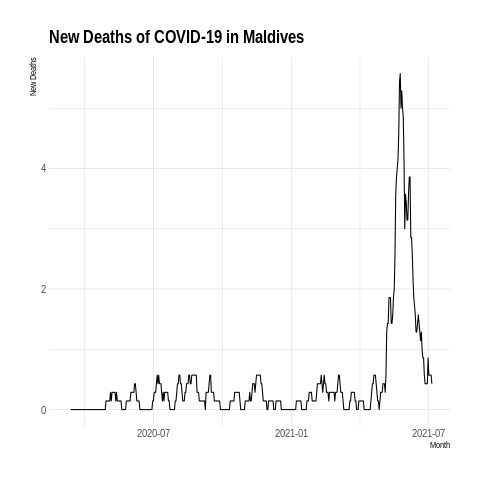 New Deaths of COVID-19 in Maldives
New Deaths
4
2
0
2020-07
2021-01
2021-07
Month